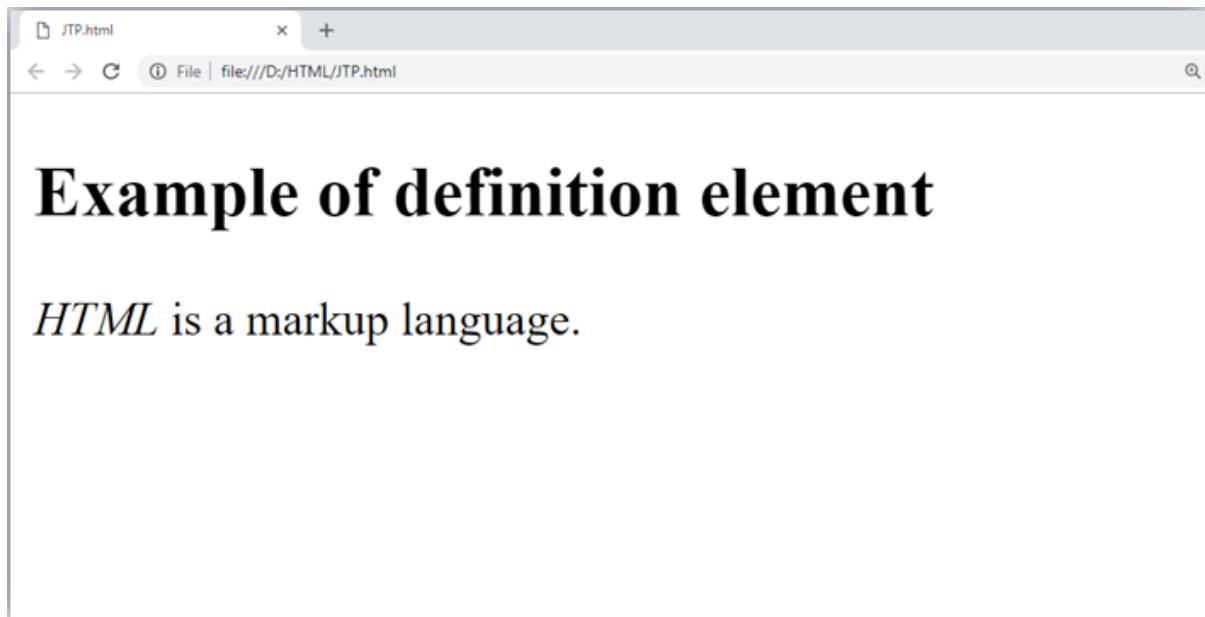 JTP.html
File | file:///D:/HTML/JTP.html
Example of definition element
HTML is a markup language.